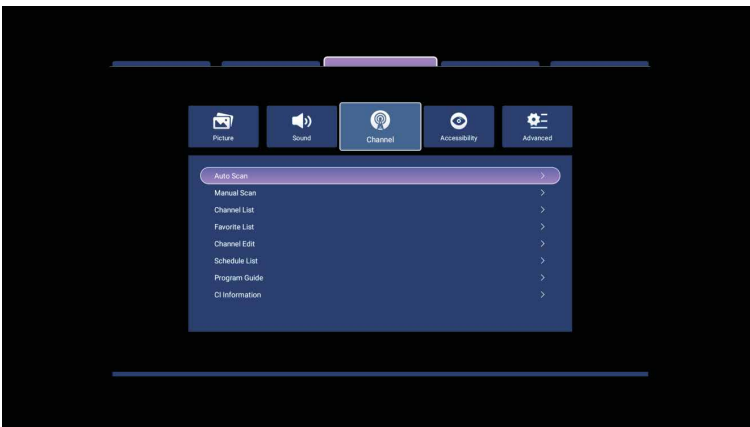 Picture
Sound
Channel
Accessibility
Advanced
Auto Scan
Manual Scan
Channel List
Favorite List
Channel Edit
Schedule List
Program Guide
CI Information